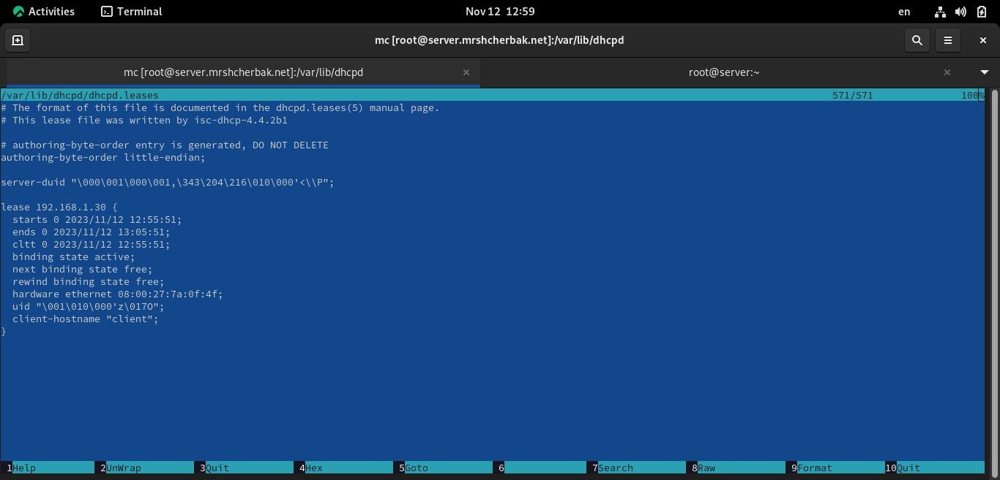 Activities Terminal Nov 12 12:59 en
mc [root@server.mrshcherbak.net]:/var/lib/dhcpd
mc [root@server.mrshcherbak.net]:/var/lib/dhcpd root@server:~
/var/lib/dhcpd/dhcpd.leases 571/571 100%
# The format of this file is documented in the dhcpd.leases(5) manual page.
# This lease file was written by isc-dhcp-4.4.2b1
# authoring-byte-order entry is generated, DO NOT DELETE
authoring-byte-order little-endian;
server-duid "\000\001\000\001,\343\204\216\010\000'<\\P";
lease 192.168.1.30 {
starts 0 2023/11/12 12:55:51;
ends 0 2023/11/12 13:05:51;
cltt 0 2023/11/12 12:55:51;
binding state active;
next binding state free;
rewind binding state free;
hardware ethernet 08:00:27:7a:0f:4f;
uid "\001\010\000'z\017O";
client-hostname "client";
}
1Help 2UnWrap 3Quit 4Hex 5Goto 6 7Search 8Raw 9Format 10Quit